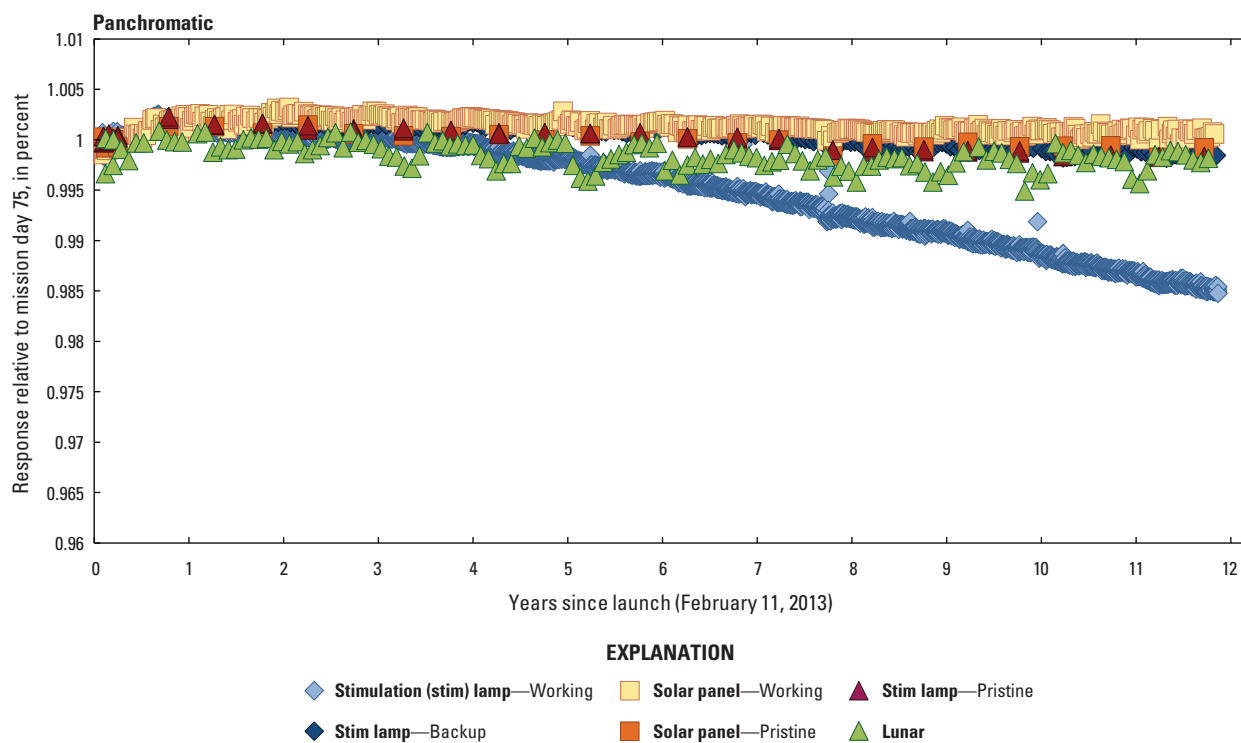 Panchromatic
1.01
1.005
1
0.995
0.99
0.985
0.98
0.975
0.97
0.965
0.96
Response relative to mission day 75, in percent
0 1 2 3 4 5 6 7 8 9 10 11 12
Years since launch (February 11, 2013)
EXPLANATION
Stimulation (stim) lamp—Working
Solar panel—Working
Stim lamp—Pristine
Stim lamp—Backup
Solar panel—Pristine
Lunar